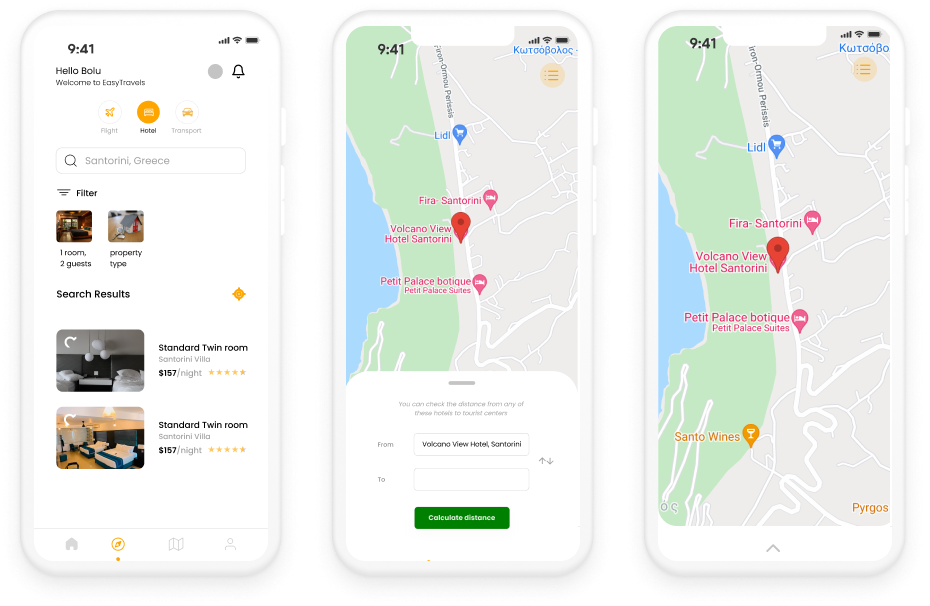 9:41
Hello Bolu
Welcome to EasyTravels
Flight
Hotel
Transport
Santorini, Greece
Filter
1 room,
2 guests
property
type
Search Results
Standard Twin room
Santorini Villa
$157/night
Standard Twin room
Santorini Villa
$157/night
9:41
Κωτσόβολος -
iron-Ormou Perissis
Lidl
Fira- Santorini
Volcano View
Hotel Santorini
Petit Palace botique
Petit Palace Suites
You can check the distance from any of
these hotels to tourist centers
From
Volcano View Hotel, Santorini
To
Calculate distance
9:41
Κωτσόβο
iron-Ormou Perissis
Lidl
Fira- Santorini
Volcano View
Hotel Santorini
Petit Palace botique
Petit Palace Suites
Santo Wines
ός
Pyrgos